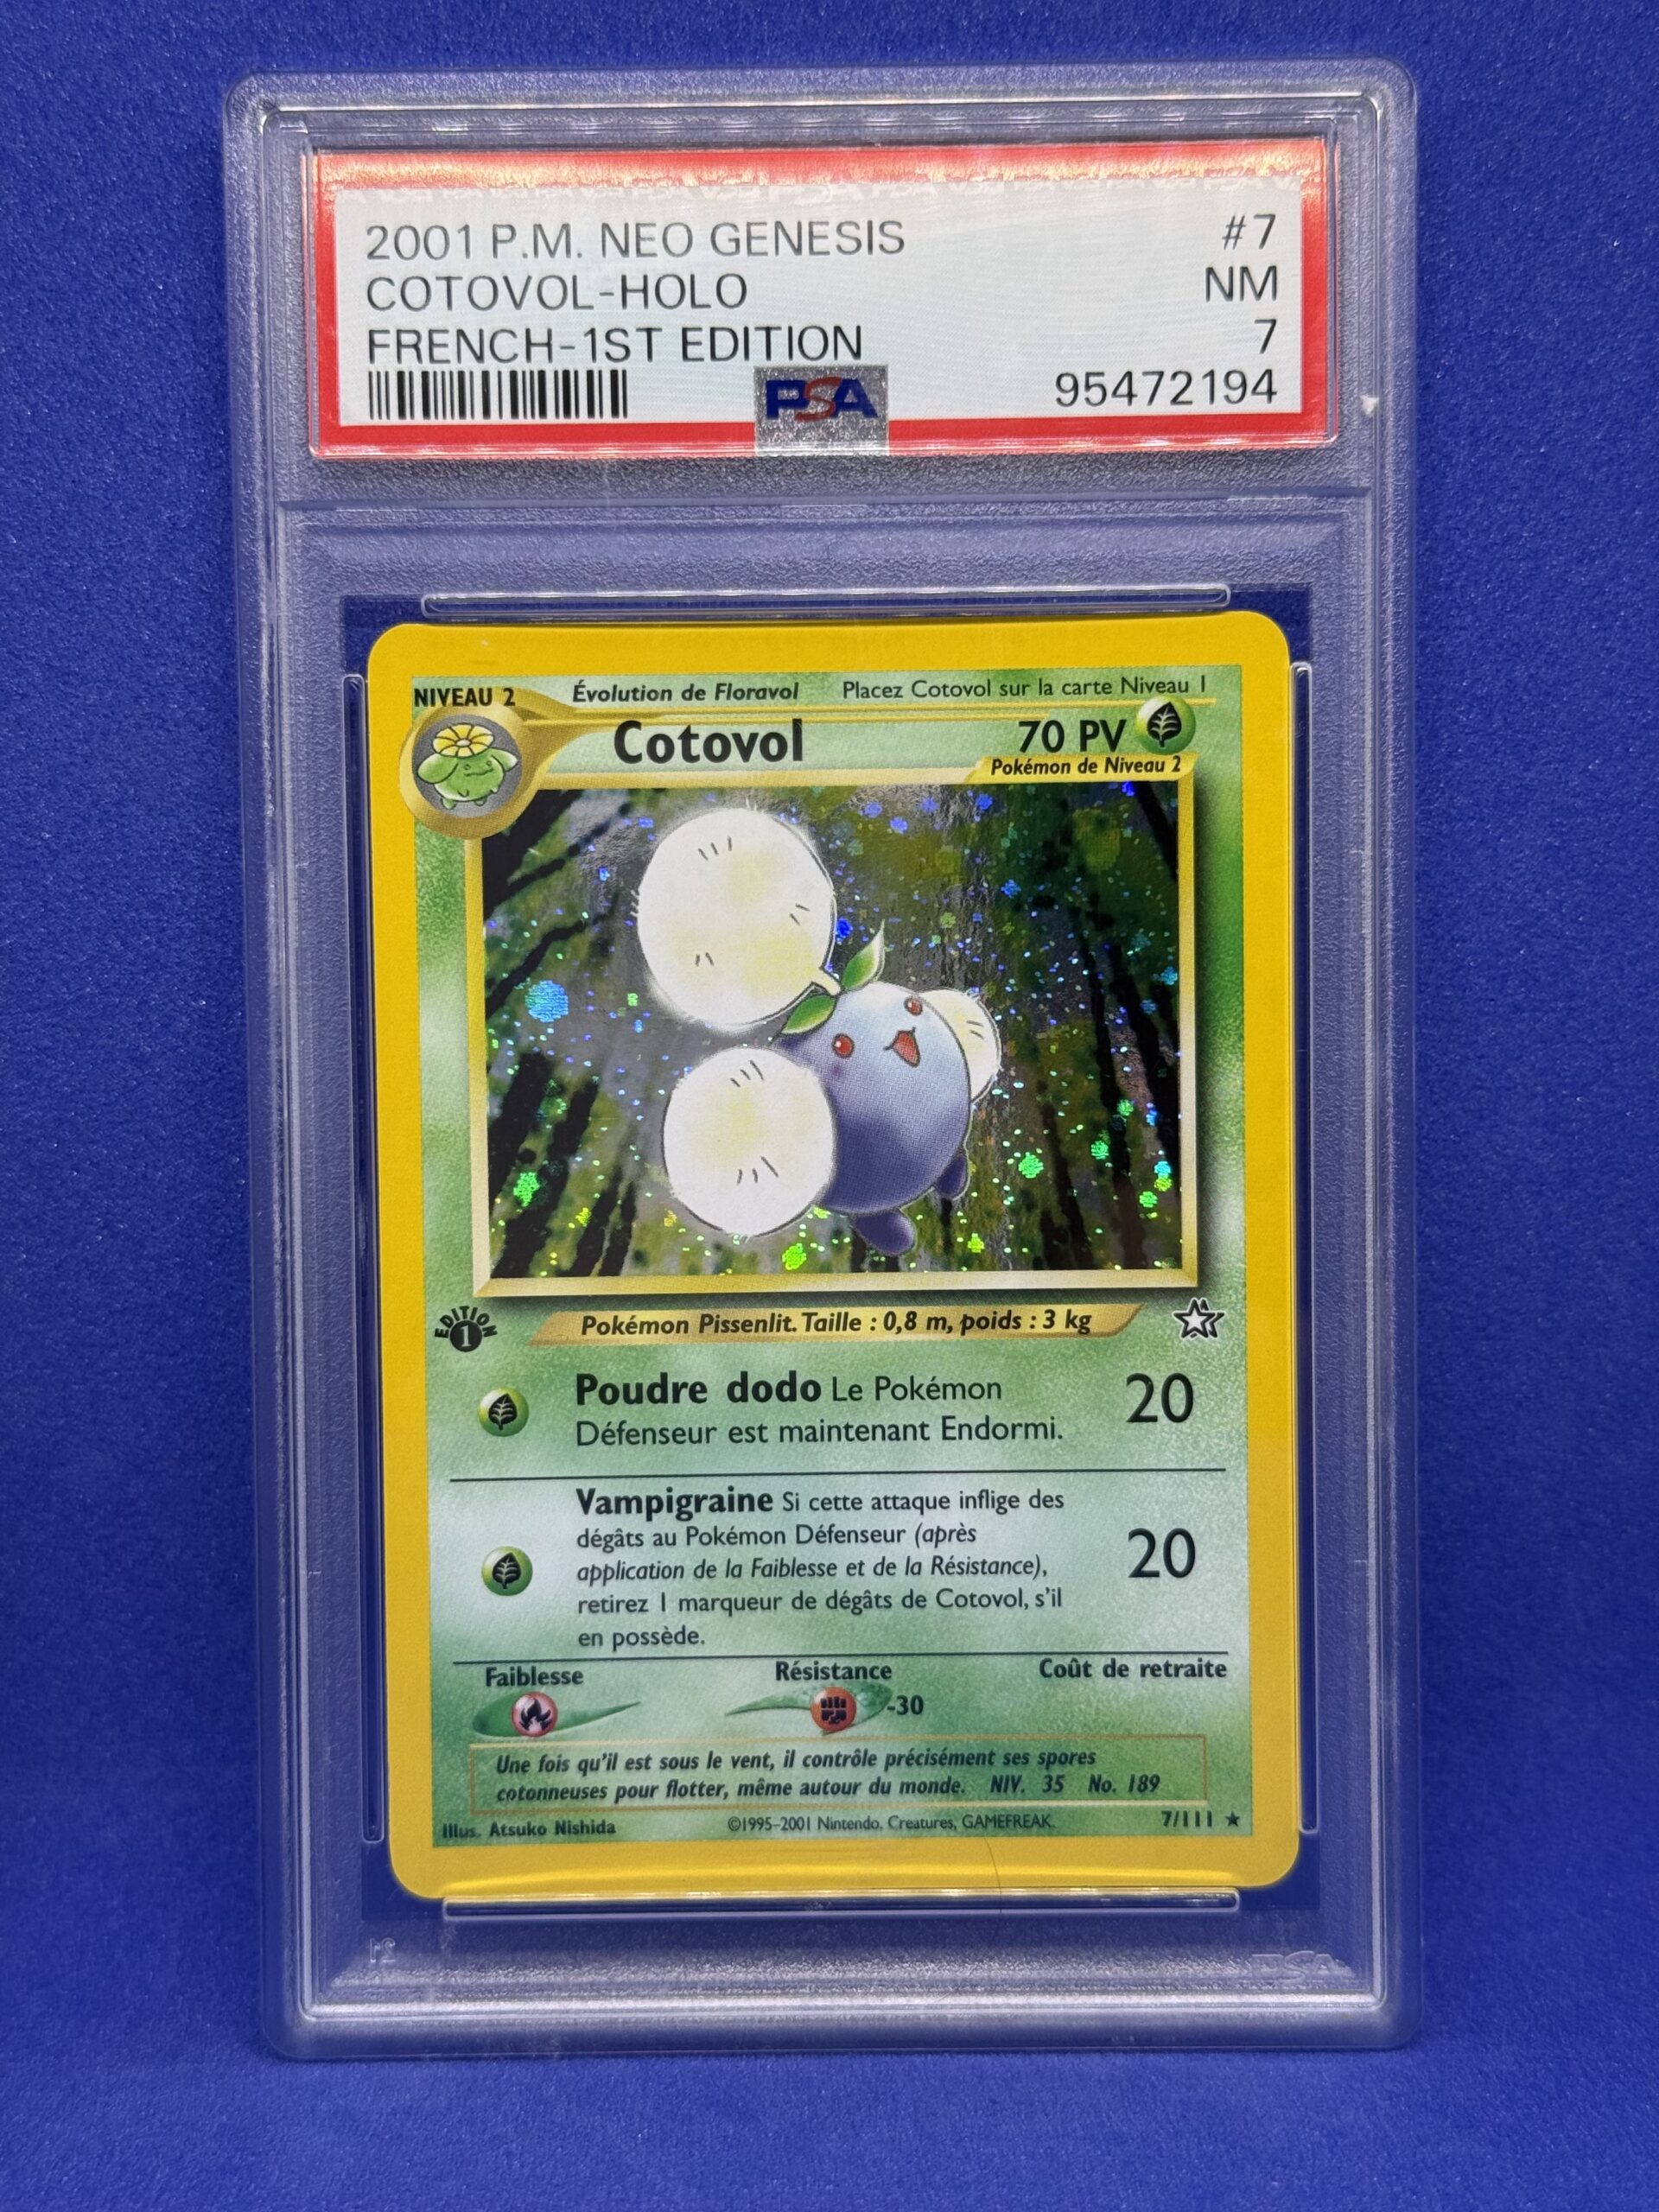 2001 P.M. NEO GENESIS #7
COTOVOL-HOLO NM
FRENCH-1ST EDITION 7
PSA 95472194
NIVEAU 2 Évolution de Floravol Placez Cotovol sur la carte Niveau 1
Cotovol 70 PV
Pokémon de Niveau 2
EDITION 1
Pokémon Pissenlit. Taille : 0,8 m, poids : 3 kg
Poudre dodo Le Pokémon 20
Défenseur est maintenant Endormi.
Vampigraine Si cette attaque inflige des
dégâts au Pokémon Défenseur (après
application de la Faiblesse et de la Résistance), 20
retirez 1 marqueur de dégâts de Cotovol, s'il
en possède.
Faiblesse Résistance Coût de retraite
-30
Une fois qu'il est sous le vent, il contrôle précisément ses spores
cotonneuses pour flotter, même autour du monde. NIV. 35 No. 189
Illus. Atsuko Nishida ©1995-2001 Nintendo, Creatures, GAMEFREAK. 7/111 ★
PSA